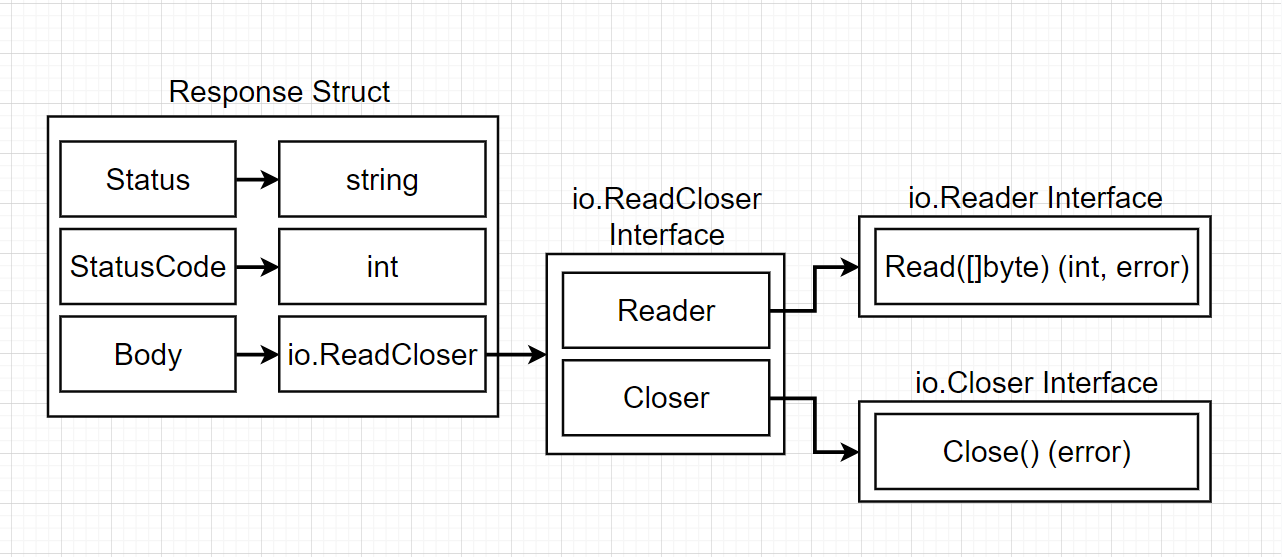 Response Struct
Status
string
StatusCode
int
Body
io.ReadCloser
io.ReadCloser
Interface
Reader
Closer
io.Reader Interface
Read([]byte) (int, error)
io.Closer Interface
Close() (error)